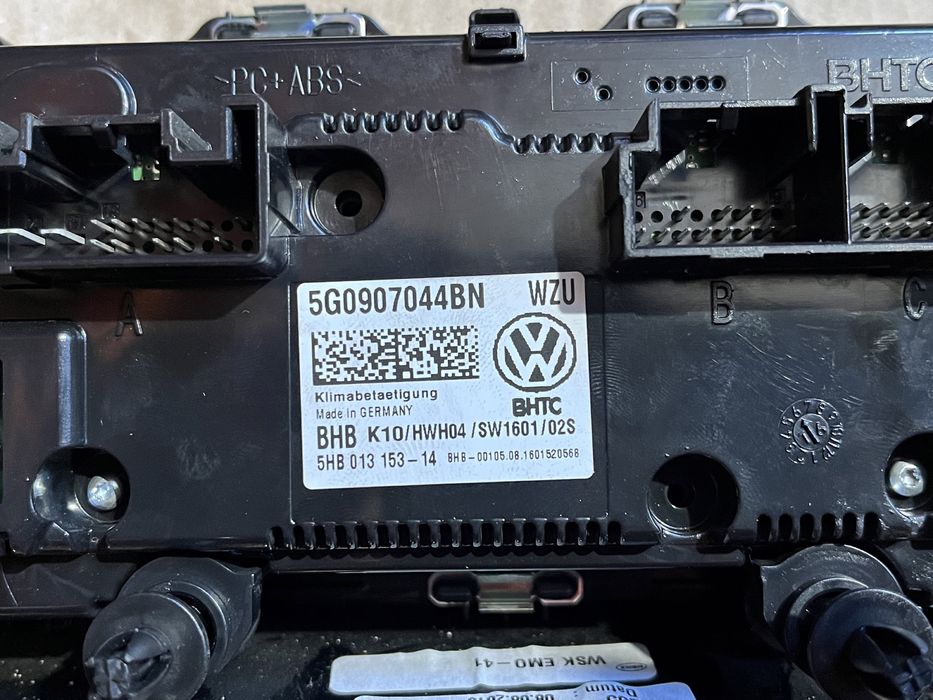 >PC+ABS<
BHTC
A
B
C
5G0907044BN WZU
Klimabetaetigung
Made in GERMANY
BHTC
BHB K10/HWH04/SW1601/02S
5HB 013 153-14 BHB-00105.08.1601520568
WSK EM0-41
Datum